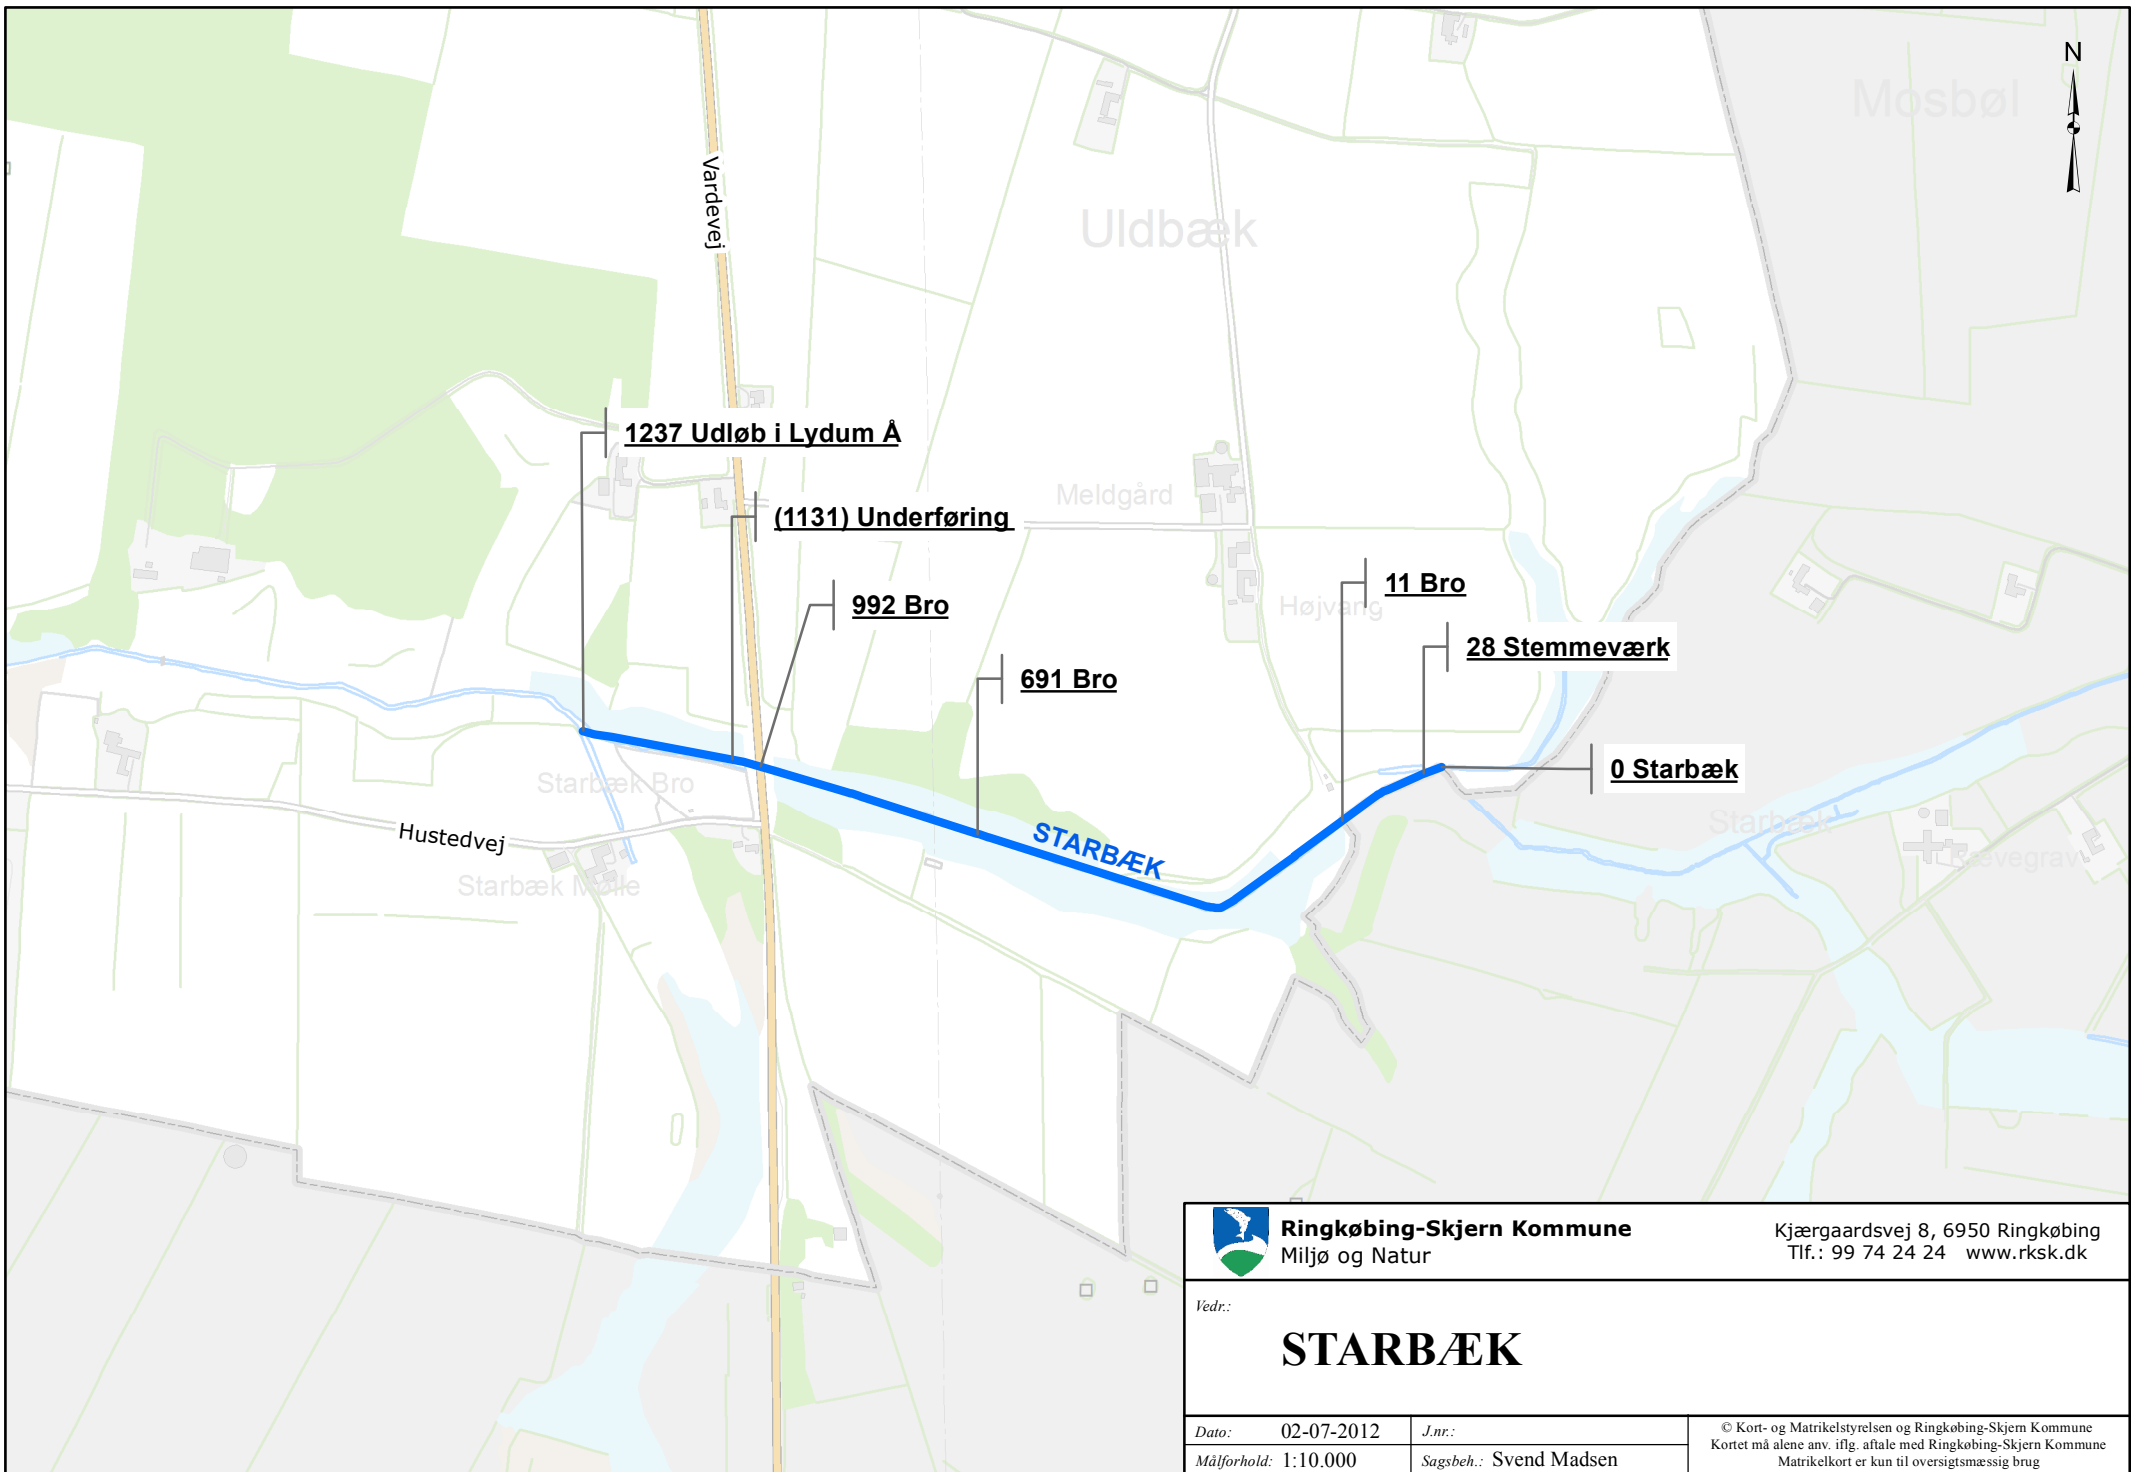 N
Mosbøl
Vardevej
Uldbæk
1237 Udløb i Lydum Å
Meldgård
(1131) Underføring
11 Bro
992 Bro
Højvang
28 Stemmeværk
691 Bro
0 Starbæk
Starbæk Bro
Starbæk
Hustedvej
STARBÆK
Rævegrav
Starbæk Mølle
Ringkøbing-Skjern Kommune
Miljø og Natur
Kjærgaardsvej 8, 6950 Ringkøbing
Tlf.: 99 74 24 24 www.rksk.dk
Vedr.:
STARBÆK
Dato: 02-07-2012
J.nr.:
Målforhold: 1:10.000
Sagsbeh.: Svend Madsen
© Kort- og Matrikelstyrelsen og Ringkøbing-Skjern Kommune
Kortet må alene anv. iflg. aftale med Ringkøbing-Skjern Kommune
Matrikelkort er kun til oversigtsmæssig brug